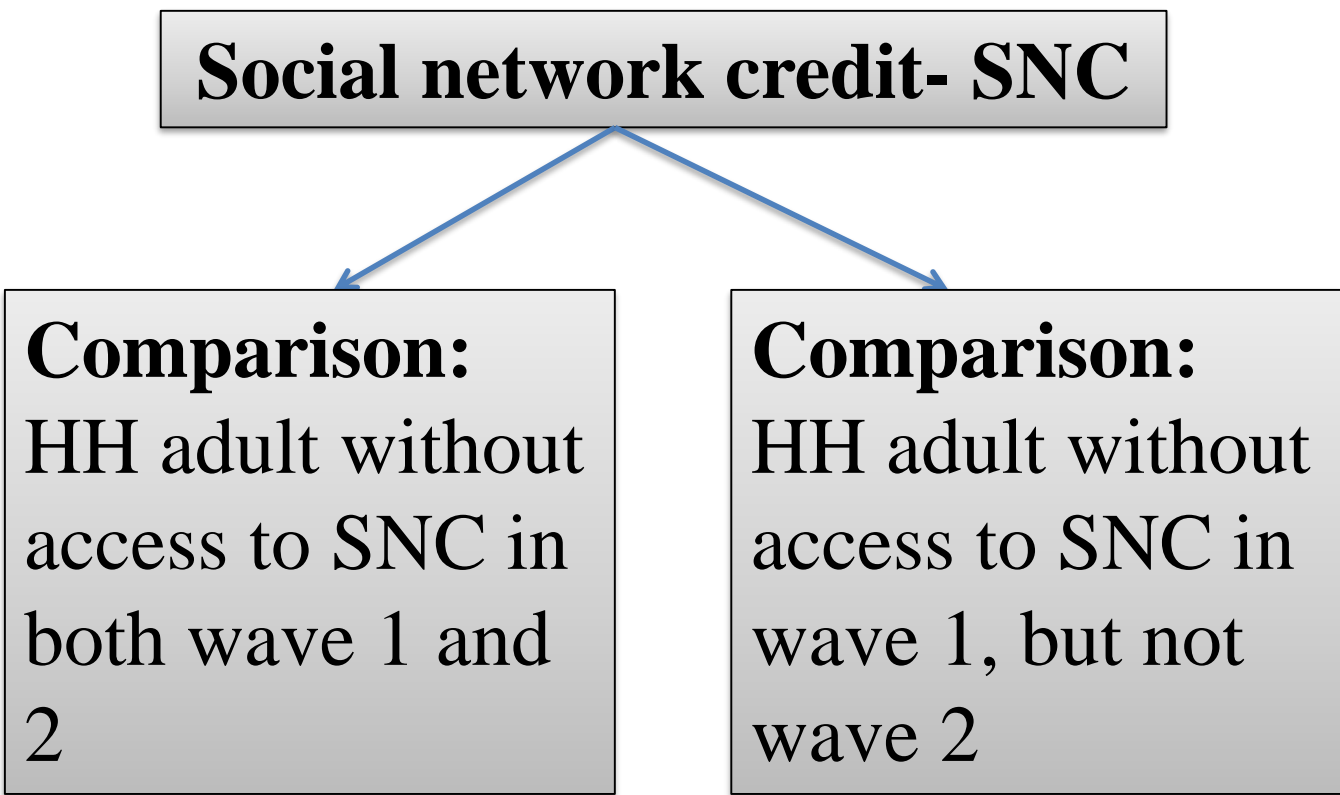 Social network credit- SNC
Comparison:
HH adult without
access to SNC in
both wave 1 and
2
Comparison:
HH adult without
access to SNC in
wave 1, but not
wave 2